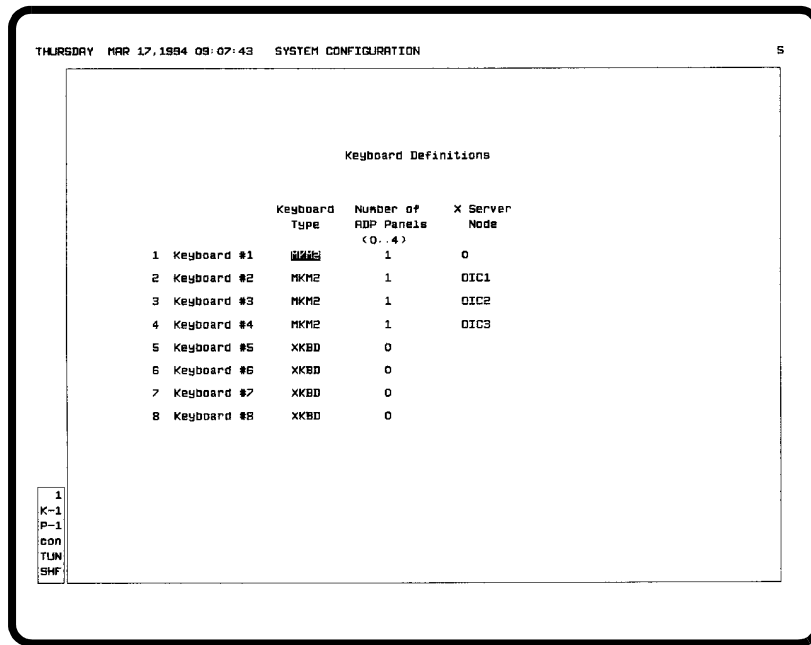 THURSDAY MAR 17,1994 09:07:43 SYSTEM CONFIGURATION S
Keyboard Definitions
Keyboard Number of X Server
Type ADP Panels Node
(0..4)
1 Keyboard #1 MKM2 1 0
2 Keyboard #2 MKM2 1 OIC1
3 Keyboard #3 MKM2 1 OIC2
4 Keyboard #4 MKM2 1 OIC3
5 Keyboard #5 XKBD 0
6 Keyboard #6 XKBD 0
7 Keyboard #7 XKBD 0
8 Keyboard #8 XKBD 0
1
K-1
P-1
con
TUN
SHF